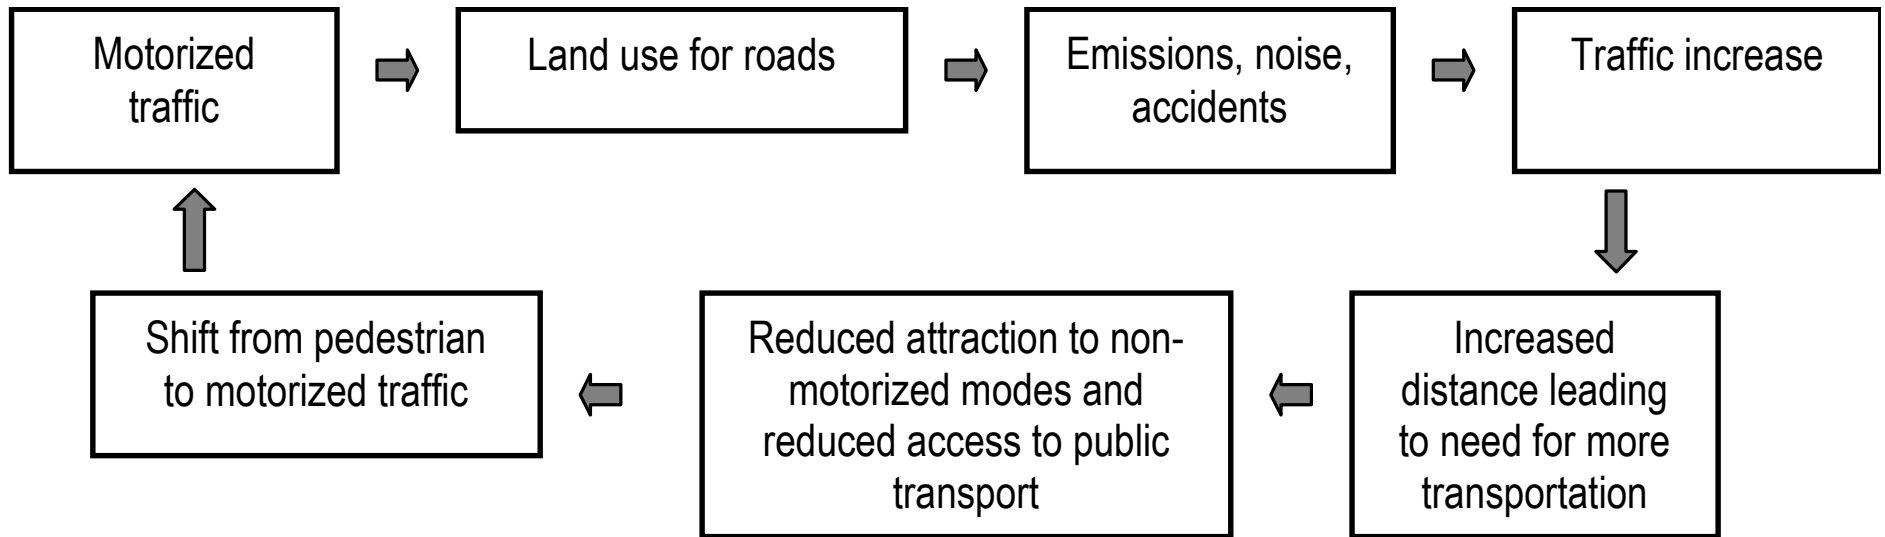 Motorized
traffic
Land use for roads
Emissions, noise,
accidents
Traffic increase
Shift from pedestrian
to motorized traffic
Reduced attraction to non-
motorized modes and
reduced access to public
transport
Increased
distance leading
to need for more
transportation